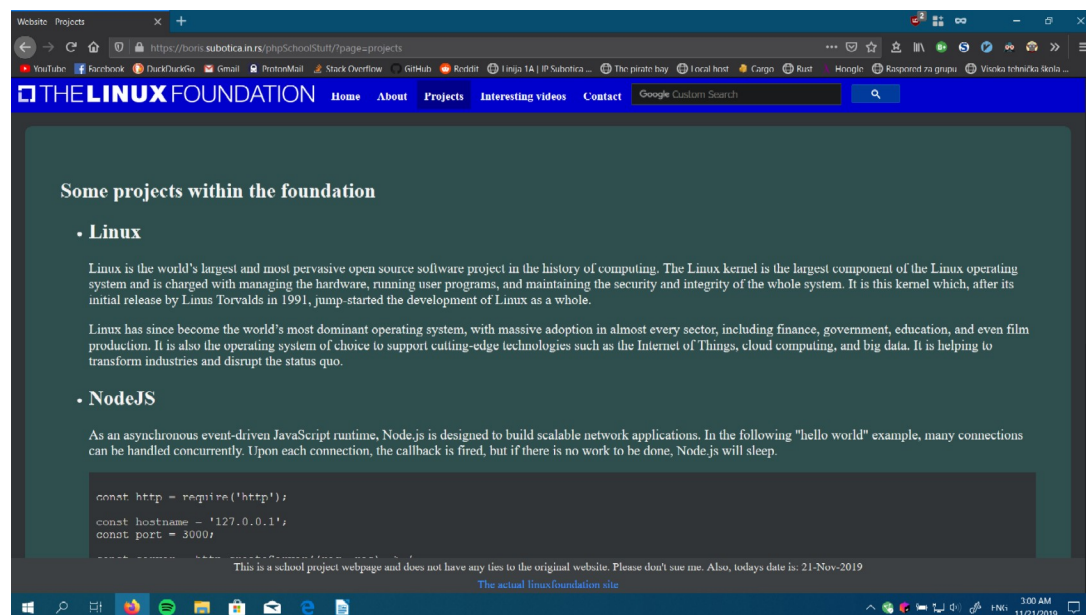 Website Projects
https://boris.subotica.in.rs/phpSchoolStuff/?page=projects
YouTube Facebook DuckDuckGo Gmail ProtonMail Stack Overflow GitHub Reddit Linija 1A | IP Subotica ... The pirate bay Local host Cargo Rust Hoogle Raspored za grupu Visoka tehnička škola ...
THE LINUX FOUNDATION Home About Projects Interesting videos Contact Google Custom Search
Some projects within the foundation
• Linux
Linux is the world's largest and most pervasive open source software project in the history of computing. The Linux kernel is the largest component of the Linux operating
system and is charged with managing the hardware, running user programs, and maintaining the security and integrity of the whole system. It is this kernel which, after its
initial release by Linus Torvalds in 1991, jump-started the development of Linux as a whole.
Linux has since become the world's most dominant operating system, with massive adoption in almost every sector, including finance, government, education, and even film
production. It is also the operating system of choice to support cutting-edge technologies such as the Internet of Things, cloud computing, and big data. It is helping to
transform industries and disrupt the status quo.
• NodeJS
As an asynchronous event-driven JavaScript runtime, Node.js is designed to build scalable network applications. In the following "hello world" example, many connections
can be handled concurrently. Upon each connection, the callback is fired, but if there is no work to be done, Node.js will sleep.
const http = require('http');
const hostname = '127.0.0.1';
const port = 3000;
This is a school project webpage and does not have any ties to the original website. Please don't sue me. Also, todays date is: 21-Nov-2019
The actual linuxfoundation site
ENG 3:00 AM
11/21/2019